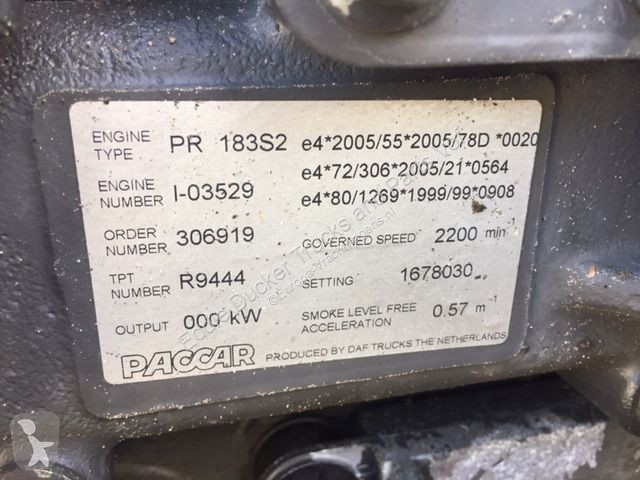 ENGINE TYPE PR 183S2 e4*2005/55*2005/78D *0020
e4*72/306*2005/21*0564
ENGINE NUMBER I-03529 e4*80/1269*1999/99*0908
ORDER NUMBER 306919 GOVERNED SPEED 2200 min-1
TPT NUMBER R9444 SETTING 1678030
OUTPUT 000 kW SMOKE LEVEL FREE ACCELERATION 0.57 m-1
PACCAR PRODUCED BY DAF TRUCKS THE NETHERLANDS